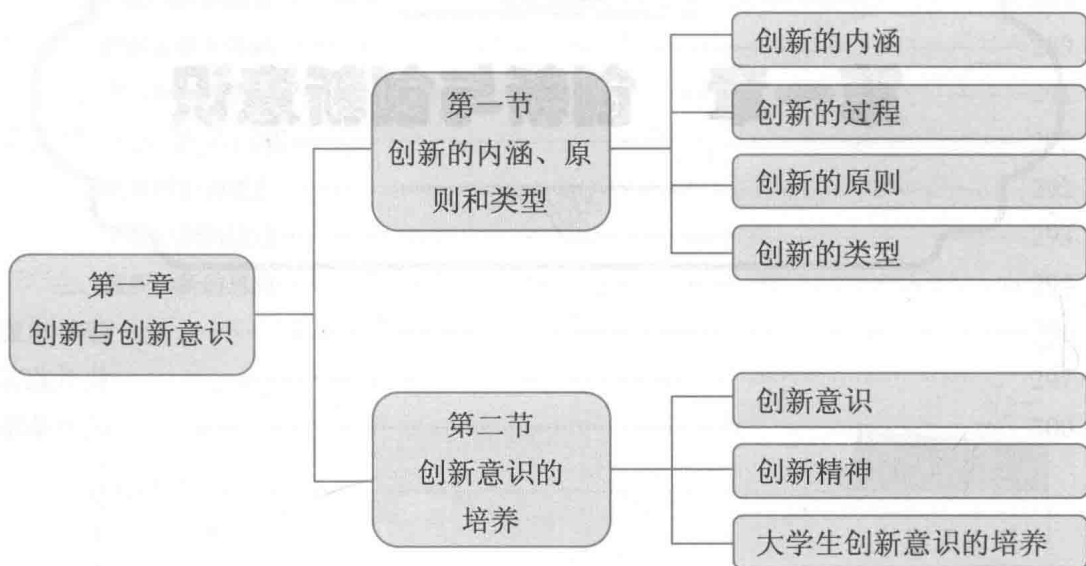 第一章
创新与创新意识
第一节
创新的内涵、原
则和类型
创新的内涵
创新的过程
创新的原则
创新的类型
第二节
创新意识的
培养
创新意识
创新精神
大学生创新意识的培养